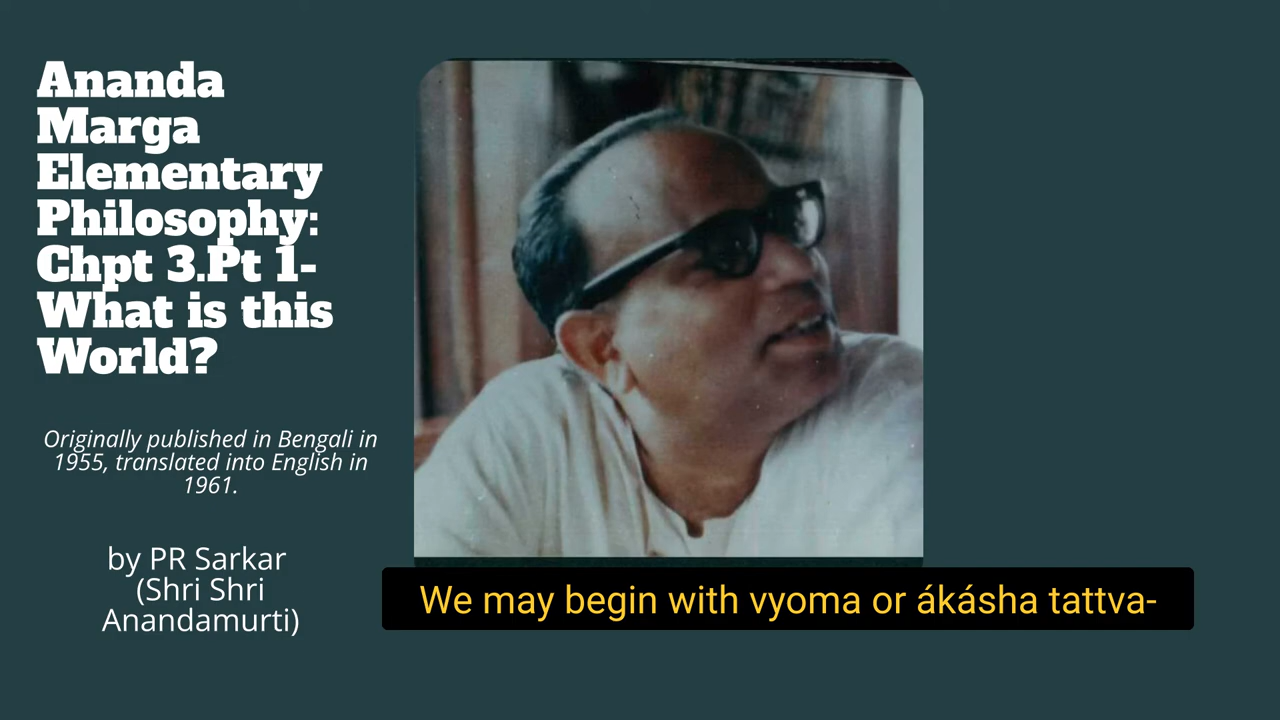 Ananda
Marga
Elementary
Philosophy:
Chpt 3.Pt 1-
What is this
World?
Originally published in Bengali in
1955, translated into English in
1961.
by PR Sarkar
(Shri Shri
Anandamurti)
We may begin with vyoma or ákásha tattva-